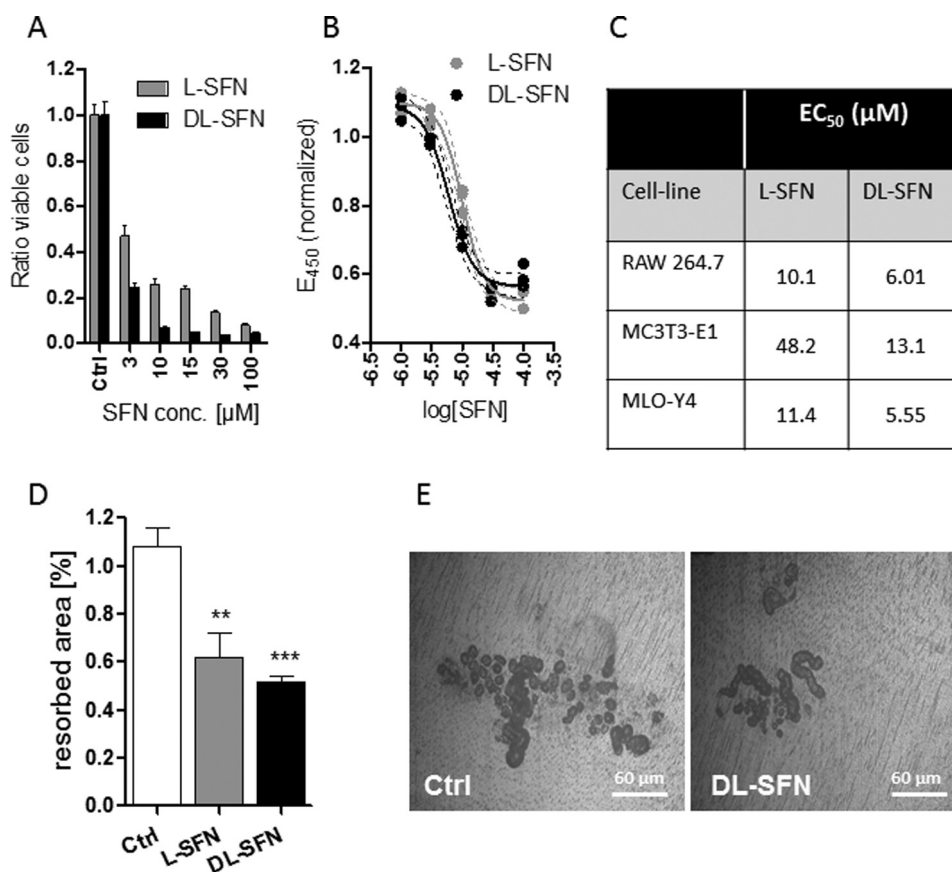 A
1.2
1.0
0.8
0.6
0.4
0.2
0.0
Ratio viable cells
L-SFN
DL-SFN
Ctrl
3
10
15
30
100
SFN conc. [µM]
B
1.2
1.0
0.8
0.6
0.4
E450 (normalized)
L-SFN
DL-SFN
-6.5
-6.0
-5.5
-5.0
-4.5
-4.0
-3.5
log[SFN]
C
EC50 (µM)
Cell-line L-SFN DL-SFN
RAW 264.7 10.1 6.01
MC3T3-E1 48.2 13.1
MLO-Y4 11.4 5.55
D
1.2
1.0
0.8
0.6
0.4
0.2
0.0
resorbed area [%]
**
***
Ctrl
L-SFN
DL-SFN
E
Ctrl
60 µm
DL-SFN
60 µm